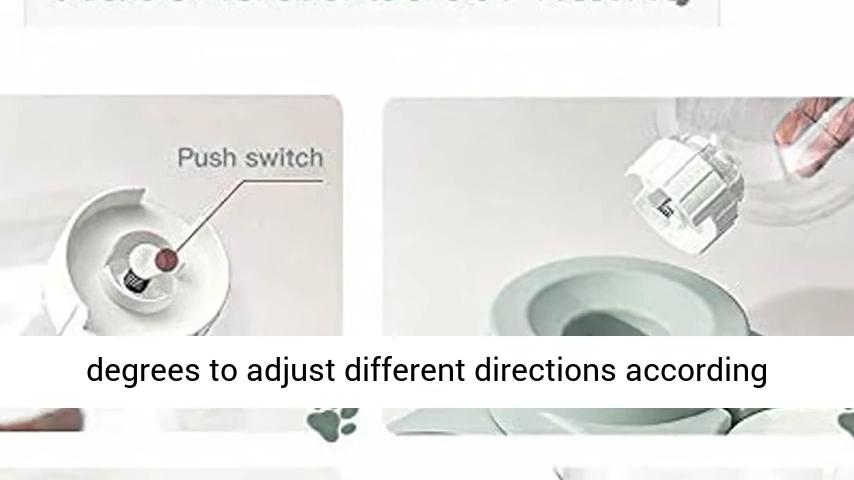 Push switch
degrees to adjust different directions according